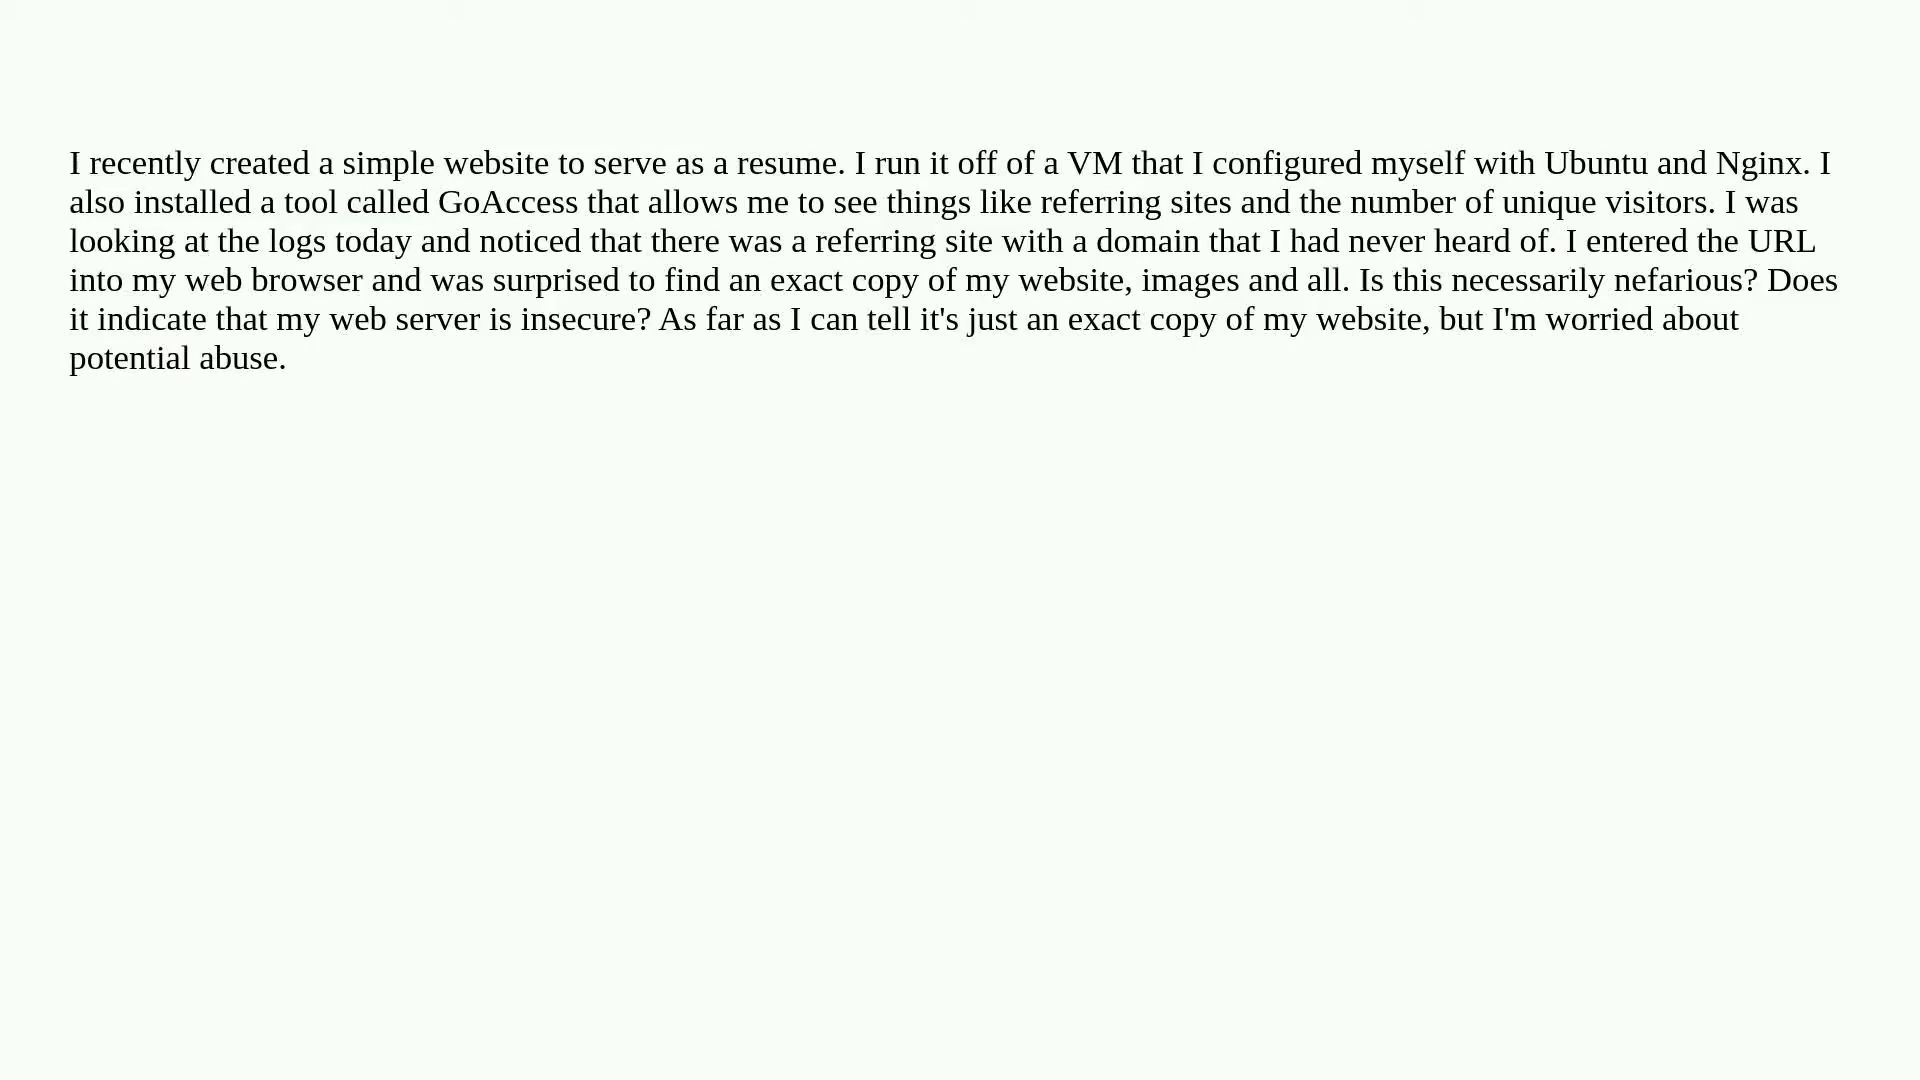 I recently created a simple website to serve as a resume. I run it off of a VM that I configured myself with Ubuntu and Nginx. I
also installed a tool called GoAccess that allows me to see things like referring sites and the number of unique visitors. I was
looking at the logs today and noticed that there was a referring site with a domain that I had never heard of. I entered the URL
into my web browser and was surprised to find an exact copy of my website, images and all. Is this necessarily nefarious? Does
it indicate that my web server is insecure? As far as I can tell it's just an exact copy of my website, but I'm worried about
potential abuse.